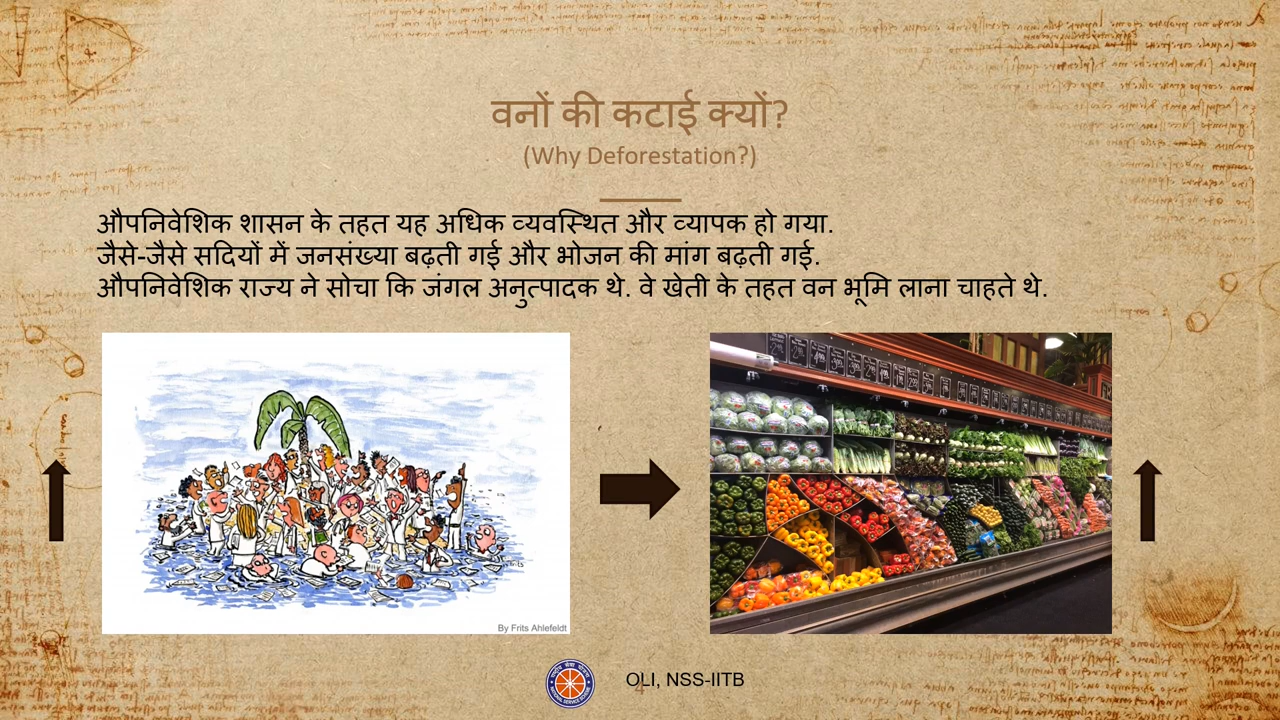 वनों की कटाई क्यों?
(Why Deforestation?)
औपनिवेशिक शासन के तहत यह अधिक व्यवस्थित और व्यापक हो गया.
जैसे-जैसे सदियों में जनसंख्या बढ़ती गई और भोजन की मांग बढ़ती गई.
औपनिवेशिक राज्य ने सोचा कि जंगल अनुत्पादक थे. वे खेती के तहत वन भूमि लाना चाहते थे.
By Frits Ahlefeldt
OLI, NSS-IITB